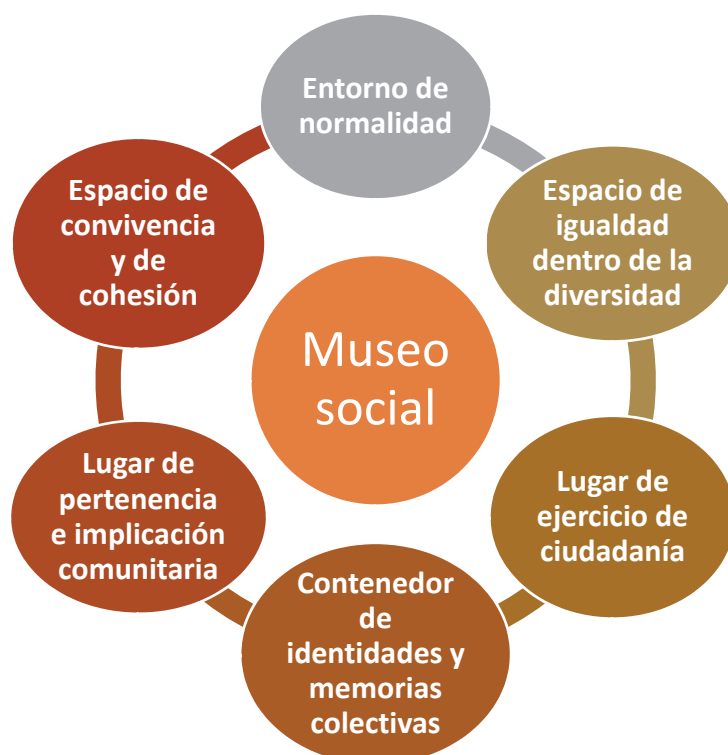 Entorno de
normalidad
Espacio de
igualdad
dentro de la
diversidad
Lugar de
ejercicio de
ciudadanía
Contenedor
de
identidades y
memorias
colectivas
Lugar de
pertenencia
e implicación
comunitaria
Espacio de
convivencia
y de
cohesión
Museo
social